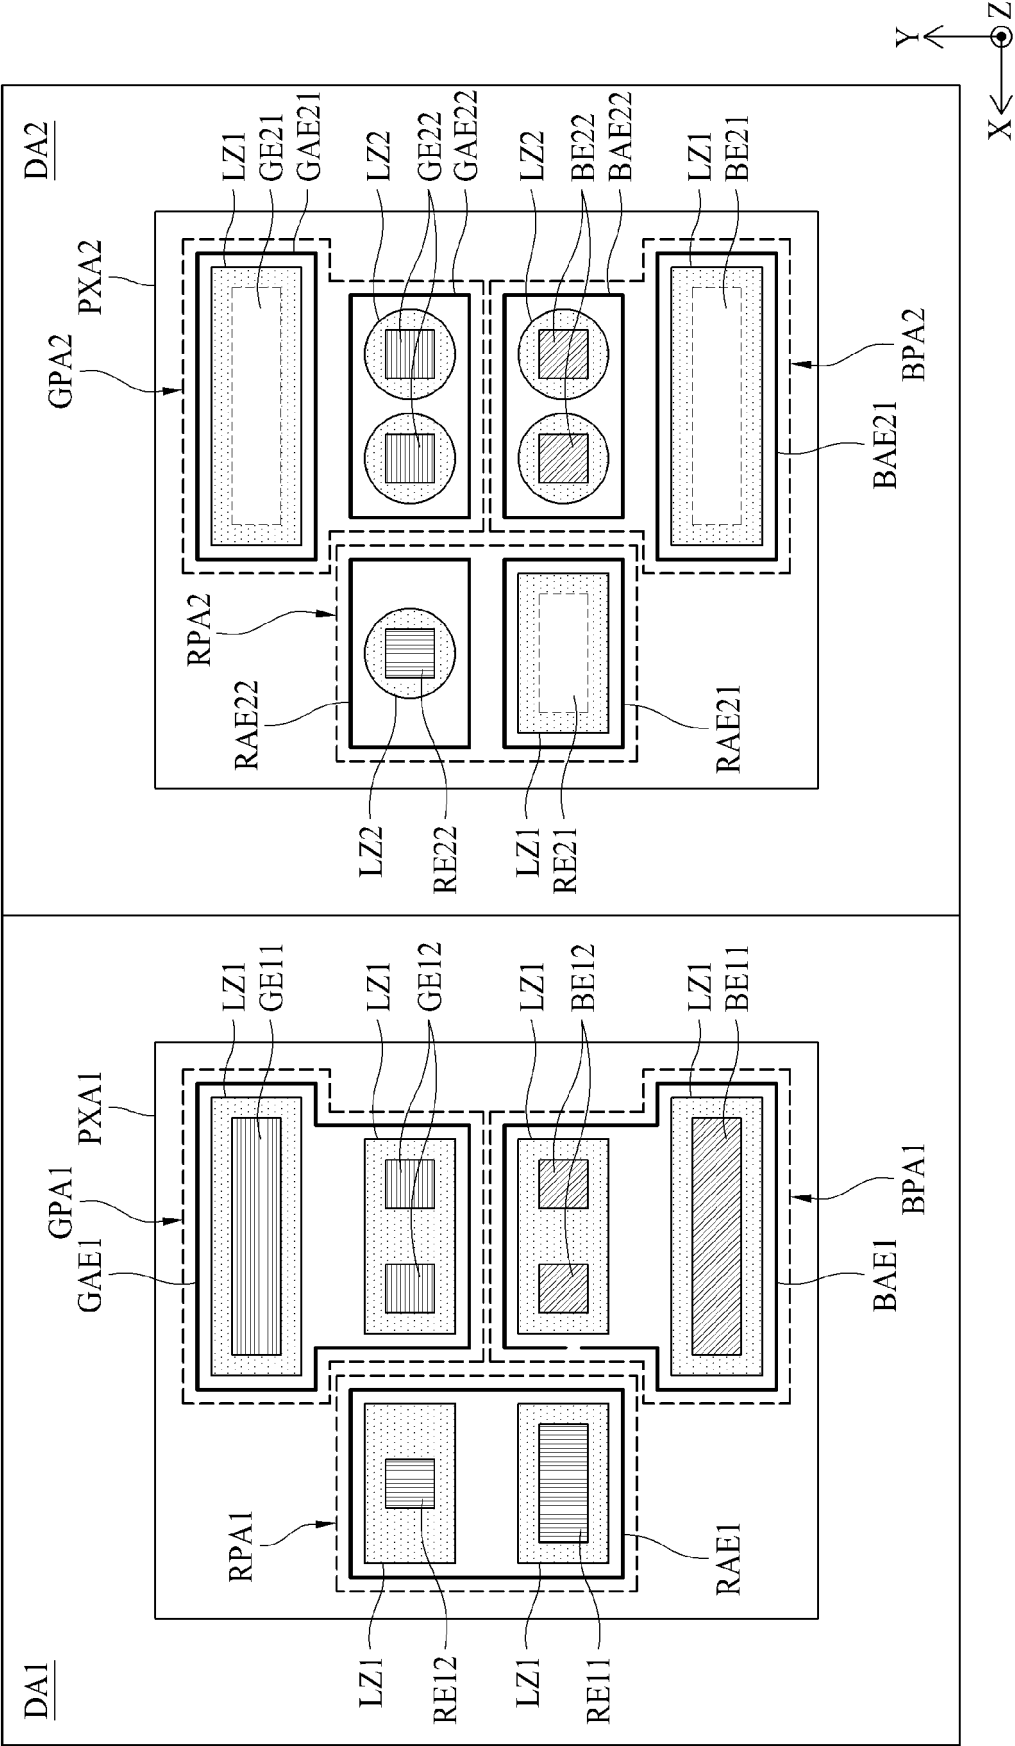 DA1
DA2
GAE1
GPA1
PXA1
LZ1
GE11
LZ1
GE12
LZ1
BE12
LZ1
BE11
RPA1
LZ1
RE12
LZ1
RE11
RAE1
BAE1
BPA1
GPA2
PXA2
LZ1
GE21
GAE21
LZ2
GE22
GAE22
LZ2
BE22
BAE22
LZ1
BE21
RPA2
RAE22
LZ2
RE22
LZ1
RE21
RAE21
BAE21
BPA2
Y
X
Z